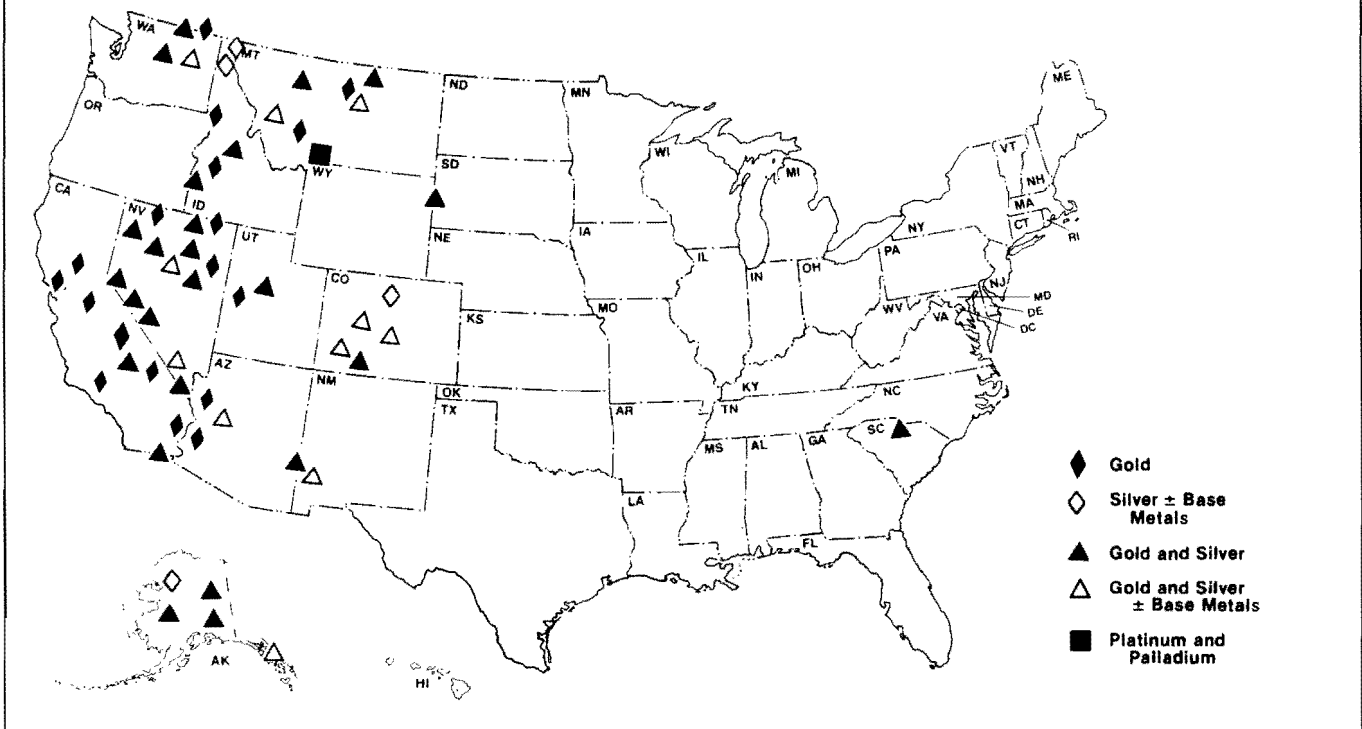 WA
MT
ME
ND
MN
OR
VT
WI
SD
WY
MI
NH
CA
ID
MA
NV
NY
CT
RI
UT
NE
IA
PA
IL
OH
CO
IN
NJ
MD
MO
WV
DE
VA
KS
DC
AZ
NM
KY
OK
NC
TX
AR
TN
SC
MS
AL
GA
LA
FL
AK
HI
Gold
Silver ± Base
Metals
Gold and Silver
Gold and Silver
± Base Metals
Platinum and
Palladium